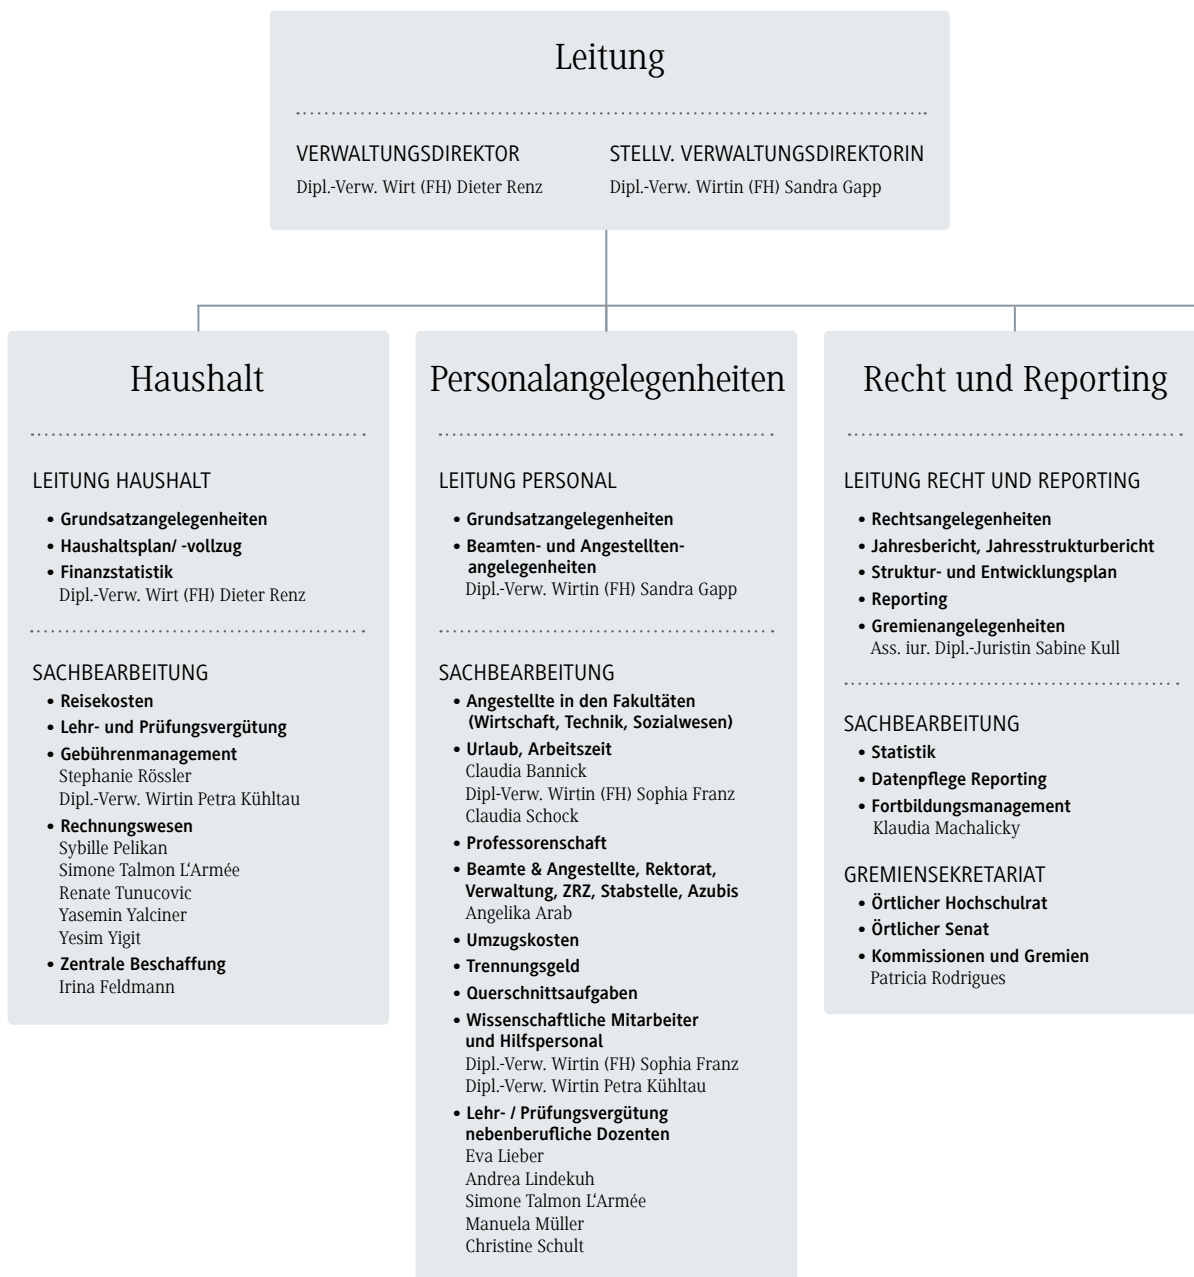 Leitung
VERWALTUNGSDIREKTOR
Dipl.-Verw. Wirt (FH) Dieter Renz
STELLV. VERWALTUNGSDIREKTORIN
Dipl.-Verw. Wirtin (FH) Sandra Gapp
Haushalt
LEITUNG HAUSHALT
• Grundsatzangelegenheiten
• Haushaltsplan/ -vollzug
• Finanzstatistik
Dipl.-Verw. Wirt (FH) Dieter Renz
SACHBEARBEITUNG
• Reisekosten
• Lehr- und Prüfungsvergütung
• Gebührenmanagement
Stephanie Rössler
Dipl.-Verw. Wirtin Petra Kühltau
• Rechnungswesen
Sybille Pelikan
Simone Talmon L'Armée
Renate Tunucovic
Yasemin Yalciner
Yesim Yigit
• Zentrale Beschaffung
Irina Feldmann
Personalangelegenheiten
LEITUNG PERSONAL
• Grundsatzangelegenheiten
• Beamten- und Angestellten-
angelegenheiten
Dipl.-Verw. Wirtin (FH) Sandra Gapp
SACHBEARBEITUNG
• Angestellte in den Fakultäten
(Wirtschaft, Technik, Sozialwesen)
• Urlaub, Arbeitszeit
Claudia Bannick
Dipl-Verw. Wirtin (FH) Sophia Franz
Claudia Schock
• Professorenschaft
• Beamte & Angestellte, Rektorat,
Verwaltung, ZRZ, Stabstelle, Azubis
Angelika Arab
• Umzugskosten
• Trennungsgeld
• Querschnittsaufgaben
• Wissenschaftliche Mitarbeiter
und Hilfspersonal
Dipl.-Verw. Wirtin (FH) Sophia Franz
Dipl.-Verw. Wirtin Petra Kühltau
• Lehr- / Prüfungsvergütung
nebenberufliche Dozenten
Eva Lieber
Andrea Lindekuh
Simone Talmon L'Armée
Manuela Müller
Christine Schult
Recht und Reporting
LEITUNG RECHT UND REPORTING
• Rechtsangelegenheiten
• Jahresbericht, Jahresstrukturbericht
• Struktur- und Entwicklungsplan
• Reporting
• Gremienangelegenheiten
Ass. iur. Dipl.-Juristin Sabine Kull
SACHBEARBEITUNG
• Statistik
• Datenpflege Reporting
• Fortbildungsmanagement
Klaudia Machalicky
GREMIENSEKRETARIAT
• Örtlicher Hochschulrat
• Örtlicher Senat
• Kommissionen und Gremien
Patricia Rodrigues